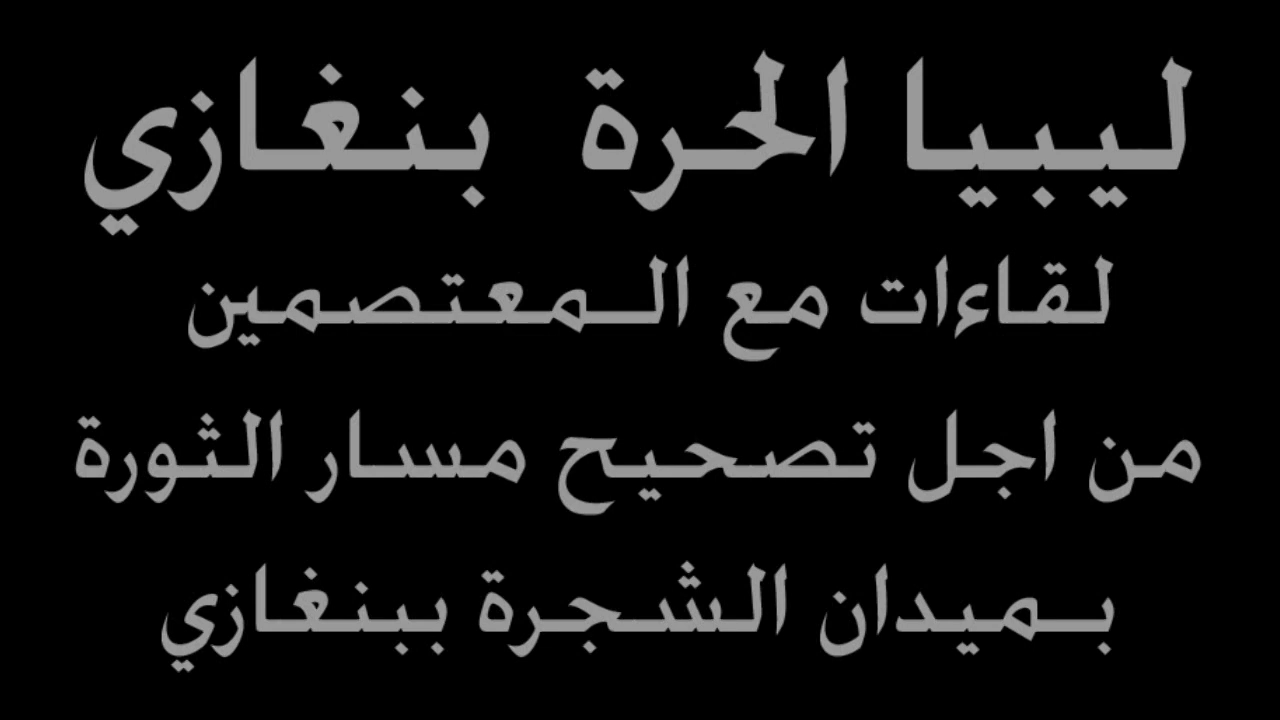 ليبيا الحرة بنغازي
لقاءات مع المعتصمين
من اجل تصحيح مسار الثورة
بميدان الشجرة ببنغازي